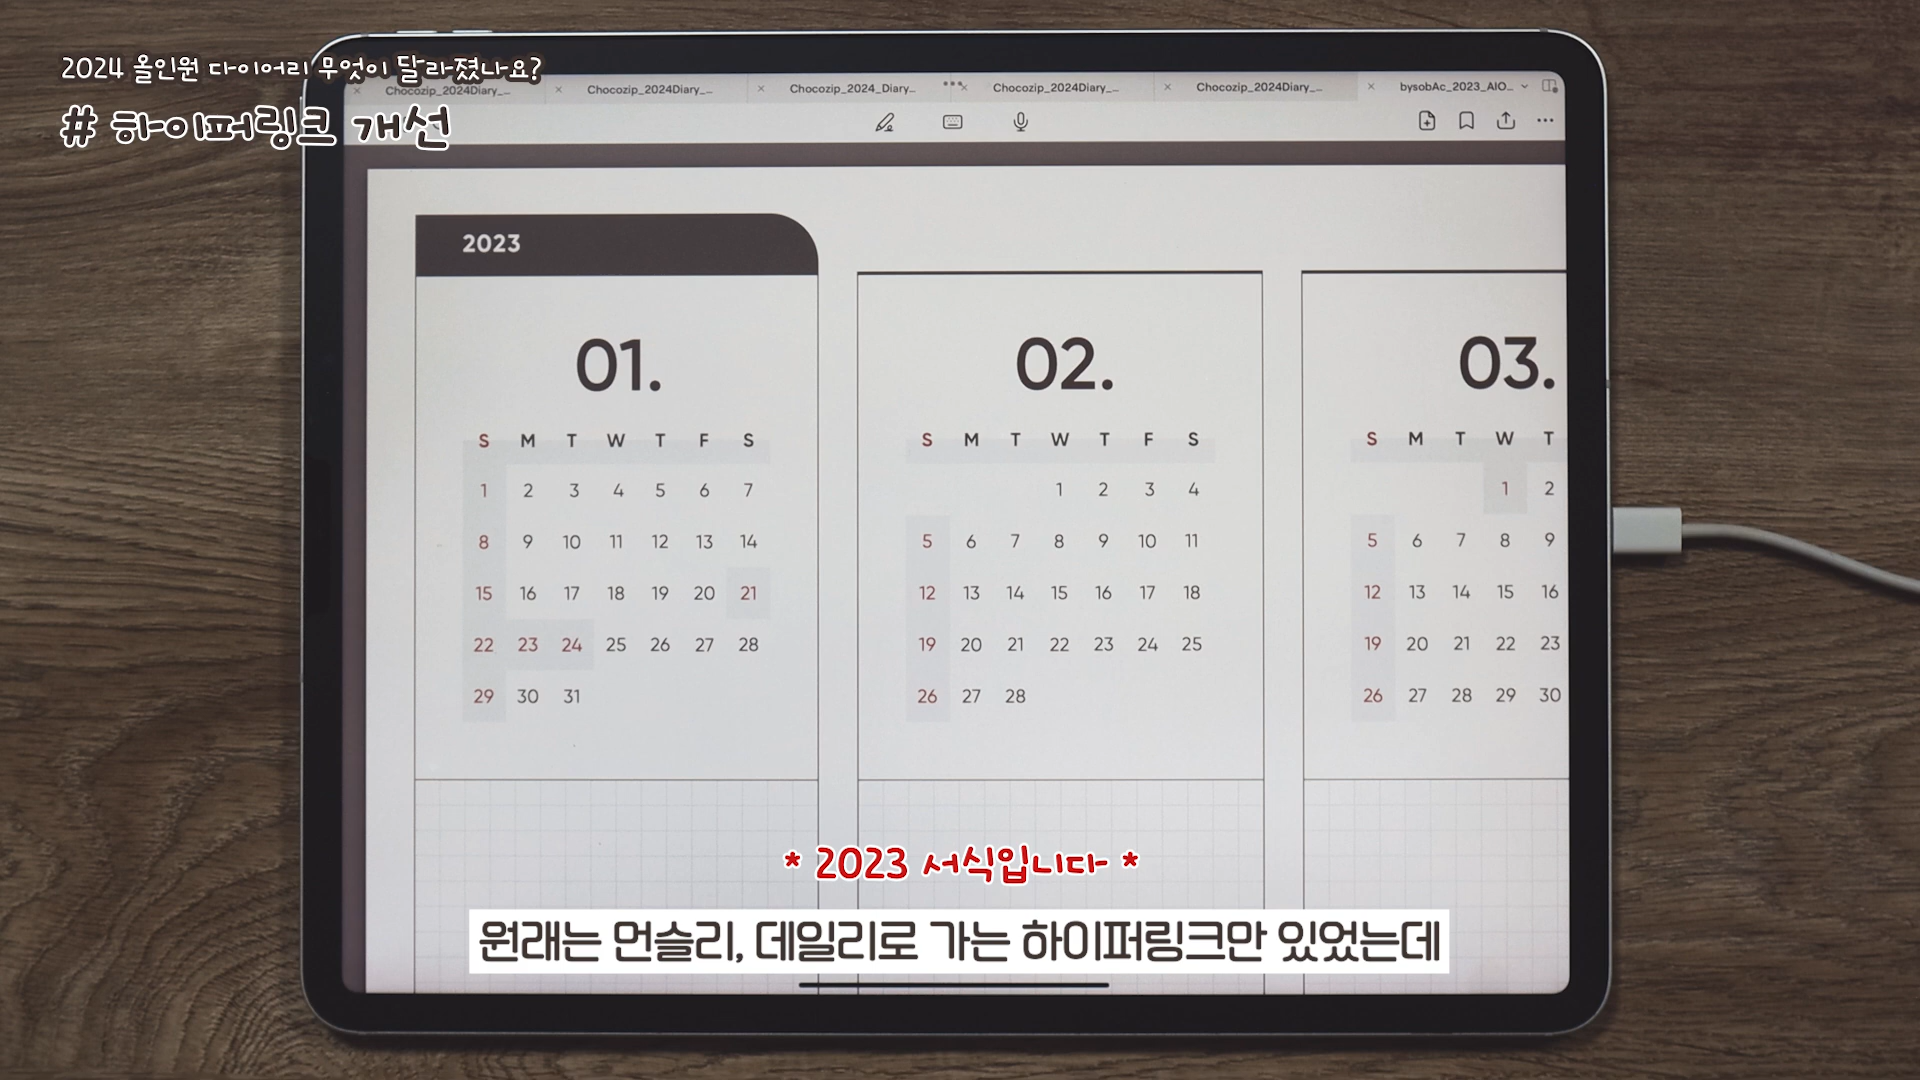 2024 올인원 다이어리 무엇이 달라졌나요?
# 하이퍼링크 개선
Chocozip_2024Diary_...
Chocozip_2024Diary_...
Chocozip_2024_Diary...
Chocozip_2024Diary_...
Chocozip_2024Diary_...
bysobAc_2023_AIO...
2023
01.
S M T W T F S
1 2 3 4 5 6 7
8 9 10 11 12 13 14
15 16 17 18 19 20 21
22 23 24 25 26 27 28
29 30 31
02.
S M T W T F S
1 2 3 4
5 6 7 8 9 10 11
12 13 14 15 16 17 18
19 20 21 22 23 24 25
26 27 28
03.
S M T W T
1 2
5 6 7 8 9
12 13 14 15 16
19 20 21 22 23
26 27 28 29 30
* 2023 서식입니다 *
원래는 먼슬리, 데일리로 가는 하이퍼링크만 있었는데